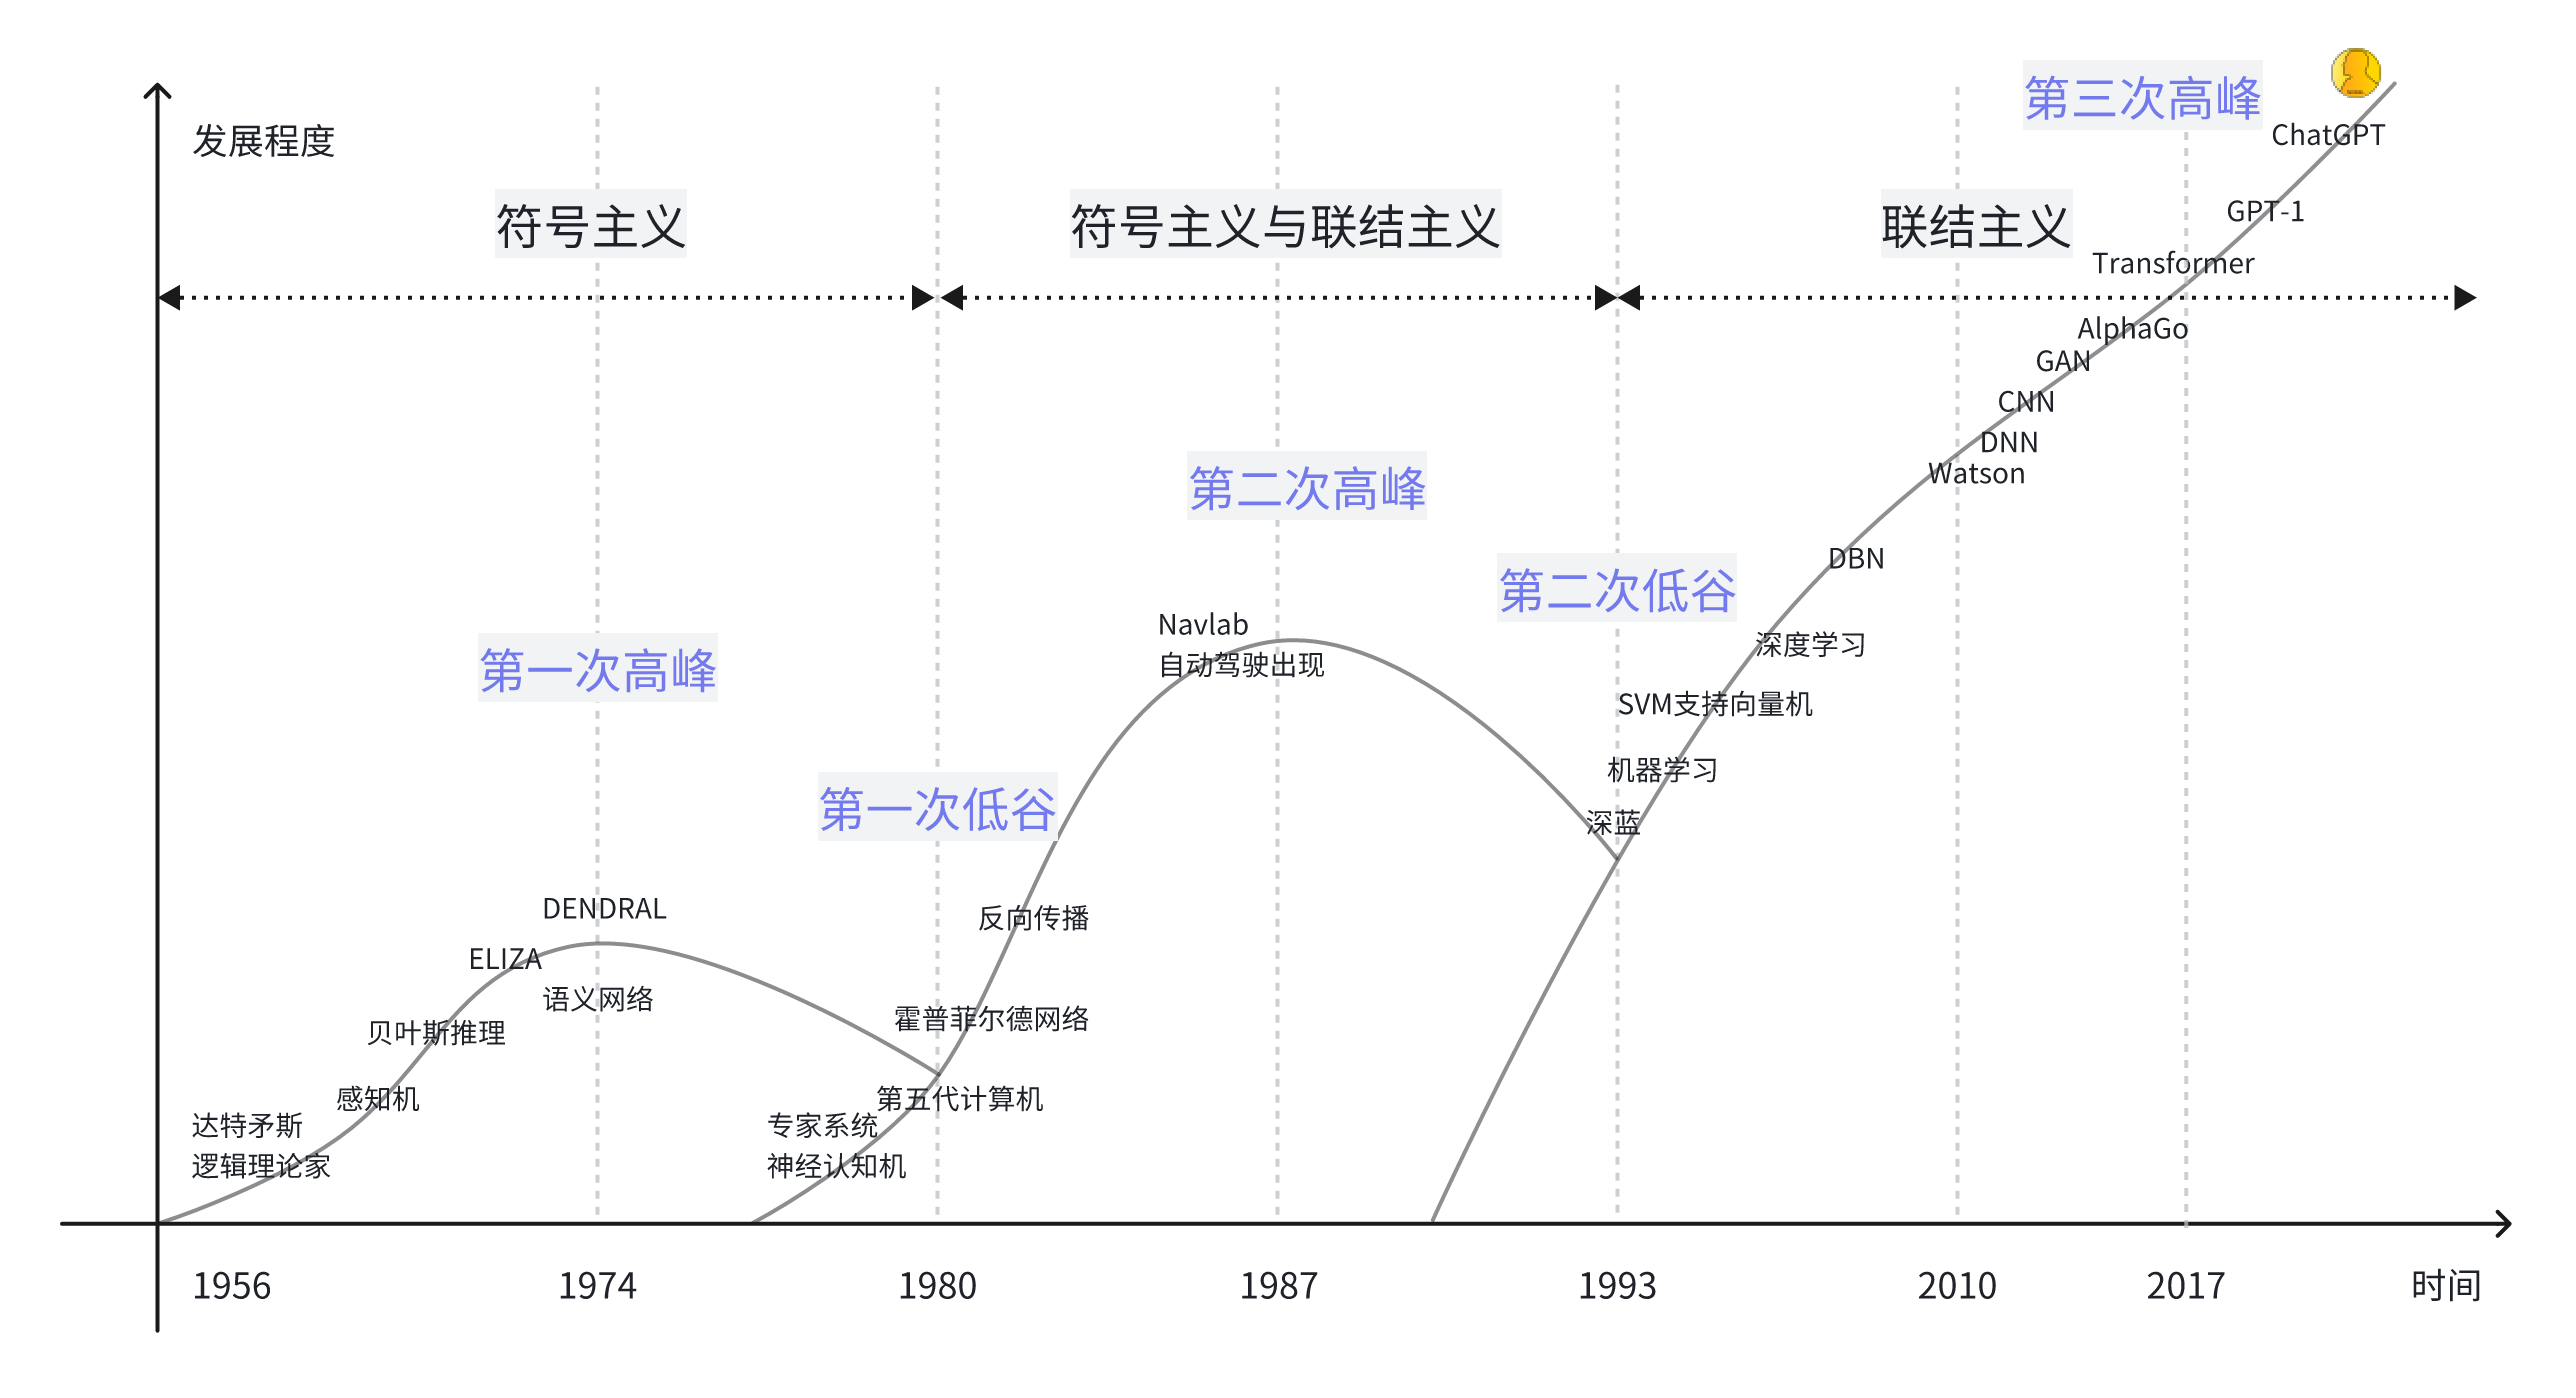 发展程度
第三次高峰
ChatGPT
符号主义
符号主义与联结主义
联结主义
GPT-1
Transformer
AlphaGo
GAN
CNN
DNN
Watson
第二次高峰
DBN
第二次低谷
深度学习
SVM支持向量机
机器学习
深蓝
Navlab
自动驾驶出现
第一次高峰
第一次低谷
DENDRAL
ELIZA
语义网络
贝叶斯推理
感知机
达特矛斯
逻辑理论家
反向传播
霍普菲尔德网络
第五代计算机
专家系统
神经认知机
1956
1974
1980
1987
1993
2010
2017
时间